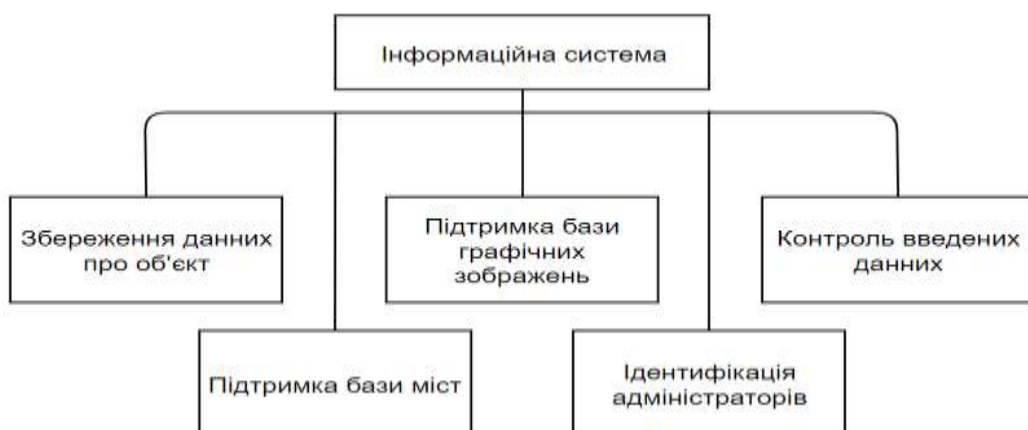 Інформаційна система
Збереження данних
про об'єкт
Підтримка бази
графічних
зображень
Контроль введених
данних
Підтримка бази міст
Ідентифікація
адміністраторів